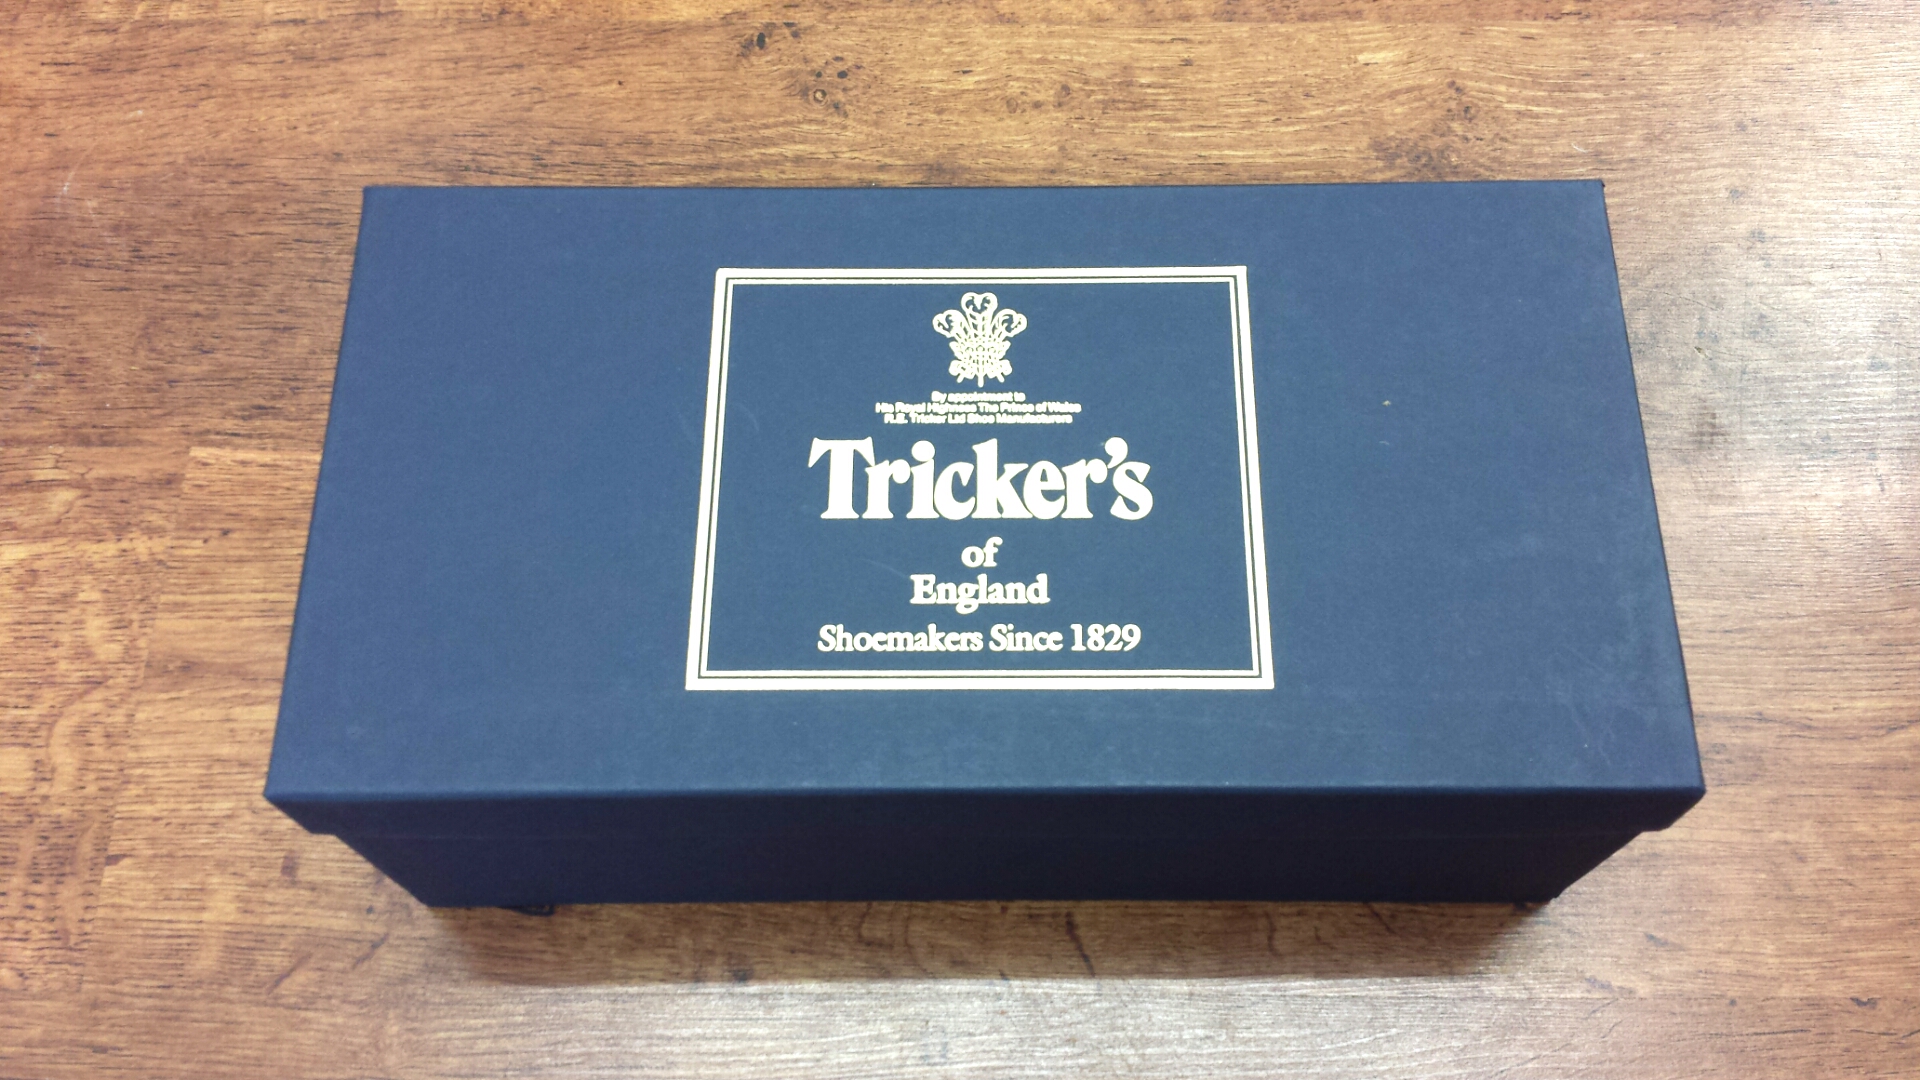 By appointment to
His Royal Highness The Prince of Wales
R.E. Tricker Ltd Shoe Manufacturers
Tricker's
of
England
Shoemakers Since 1829